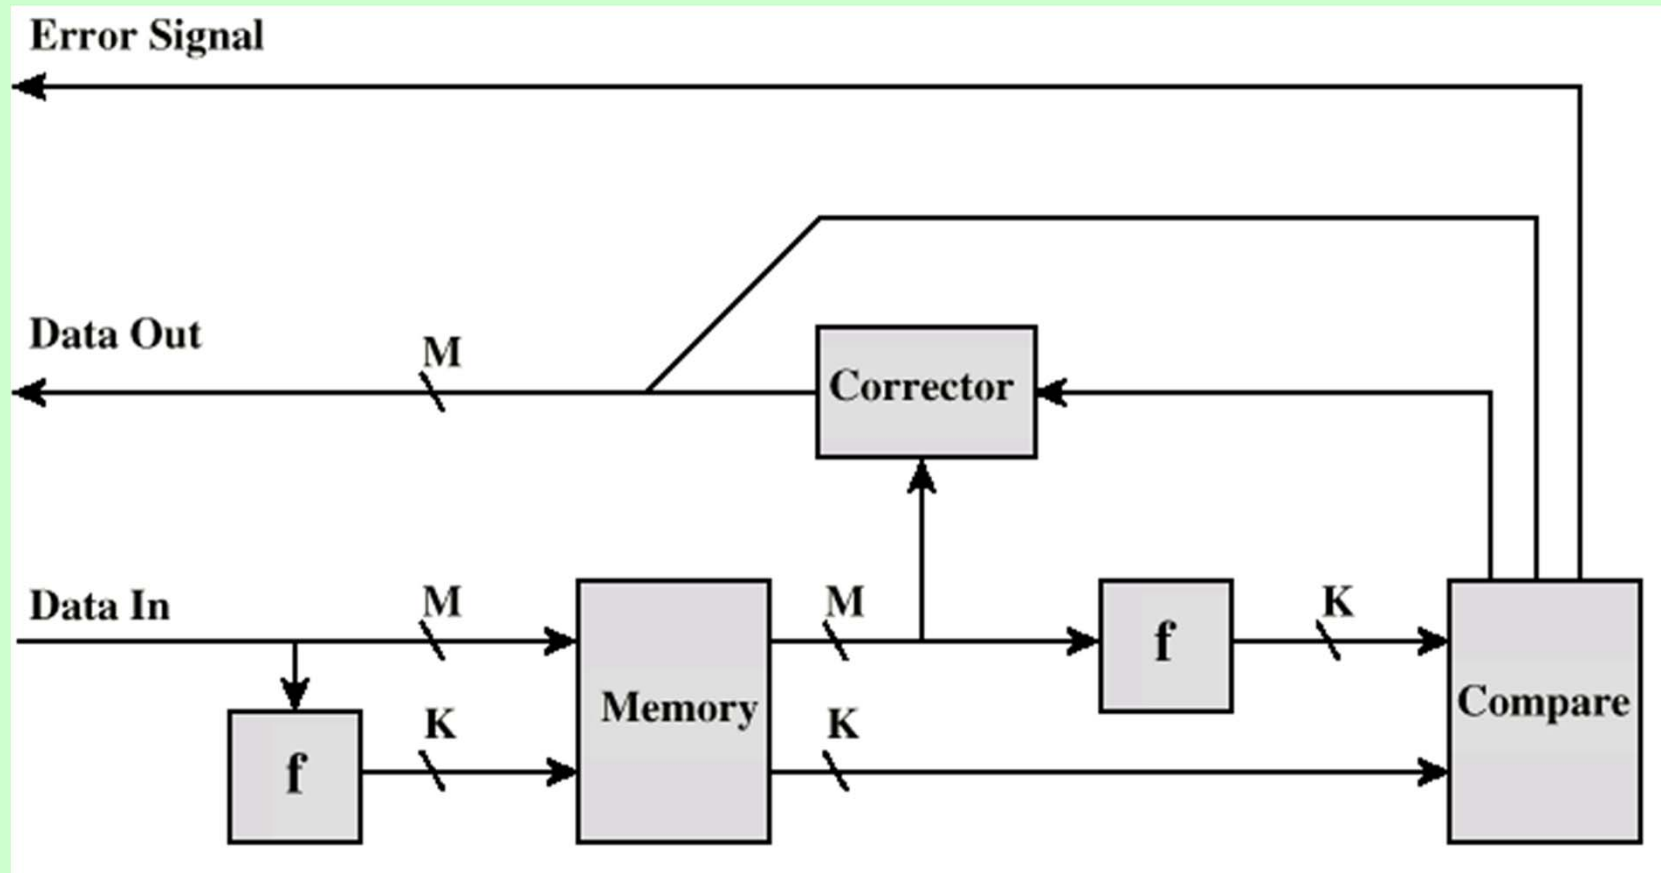 Error Signal
Data Out
M
Corrector
Data In
M
M
K
f
Memory
Compare
K
K
f